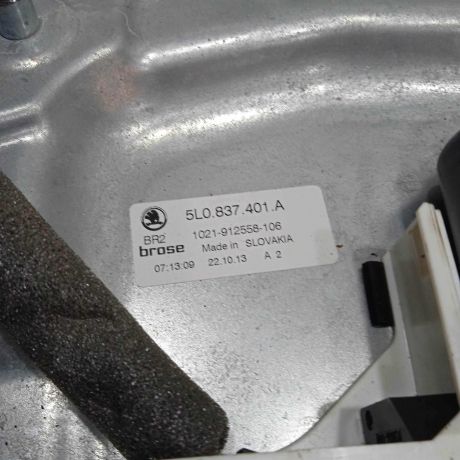 5L0.837.401.A
BR2
1021-912558-106
brose
Made in SLOVAKIA
07:13:09 22.10.13 A 2